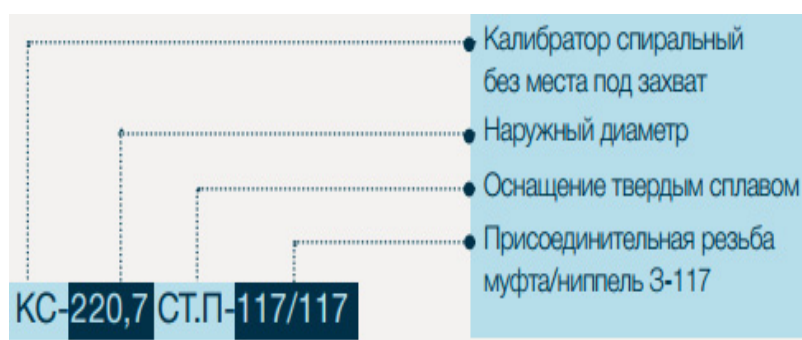 Калибратор спиральный
без места под захват
Наружный диаметр
Оснащение твердым сплавом
Присоединительная резьба
муфта/ниппель З-117
КС-220,7 СТ.П-117/117